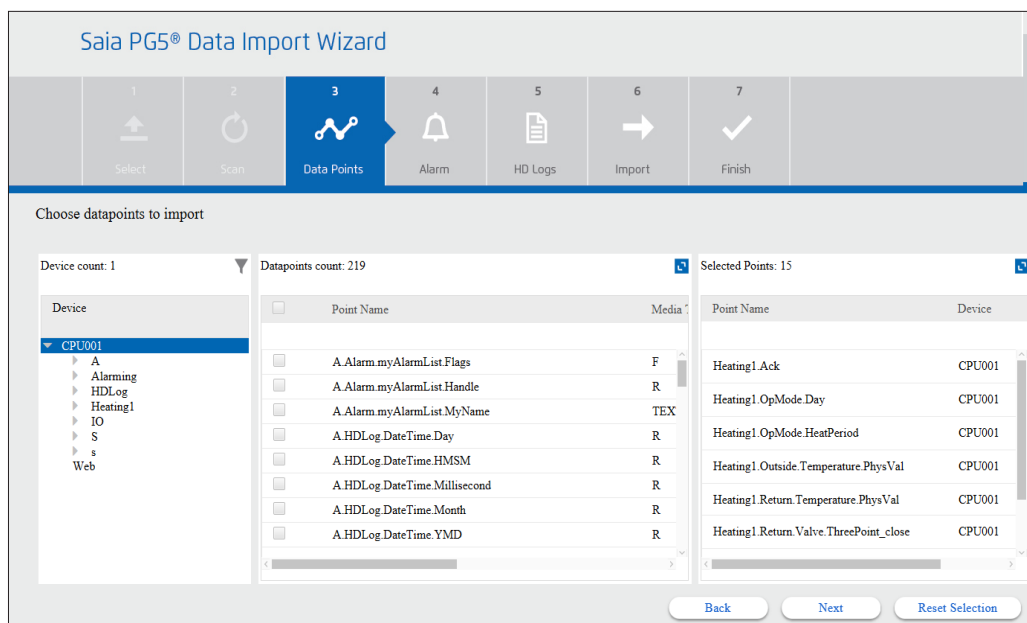 Saia PG5® Data Import Wizard
1 2 3 4 5 6 7
Select Scan Data Points Alarm HD Logs Import Finish
Choose datapoints to import
Device count: 1
Device
CPU001
A
Alarming
HDLog
Heating1
IO
S
s
Web
Datapoints count: 219
Point Name Media
A.Alarm.myAlarmList.Flags F
A.Alarm.myAlarmList.Handle R
A.Alarm.myAlarmList.MyName TEX
A.HDLog.DateTime.Day R
A.HDLog.DateTime.HMSM R
A.HDLog.DateTime.Millisecond R
A.HDLog.DateTime.Month R
A.HDLog.DateTime.YMD R
Selected Points: 15
Point Name Device
Heating1.Ack CPU001
Heating1.OpMode.Day CPU001
Heating1.OpMode.HeatPeriod CPU001
Heating1.Outside.Temperature.PhysVal CPU001
Heating1.Return.Temperature.PhysVal CPU001
Heating1.Return.Valve.ThreePoint_close CPU001
Back Next Reset Selection